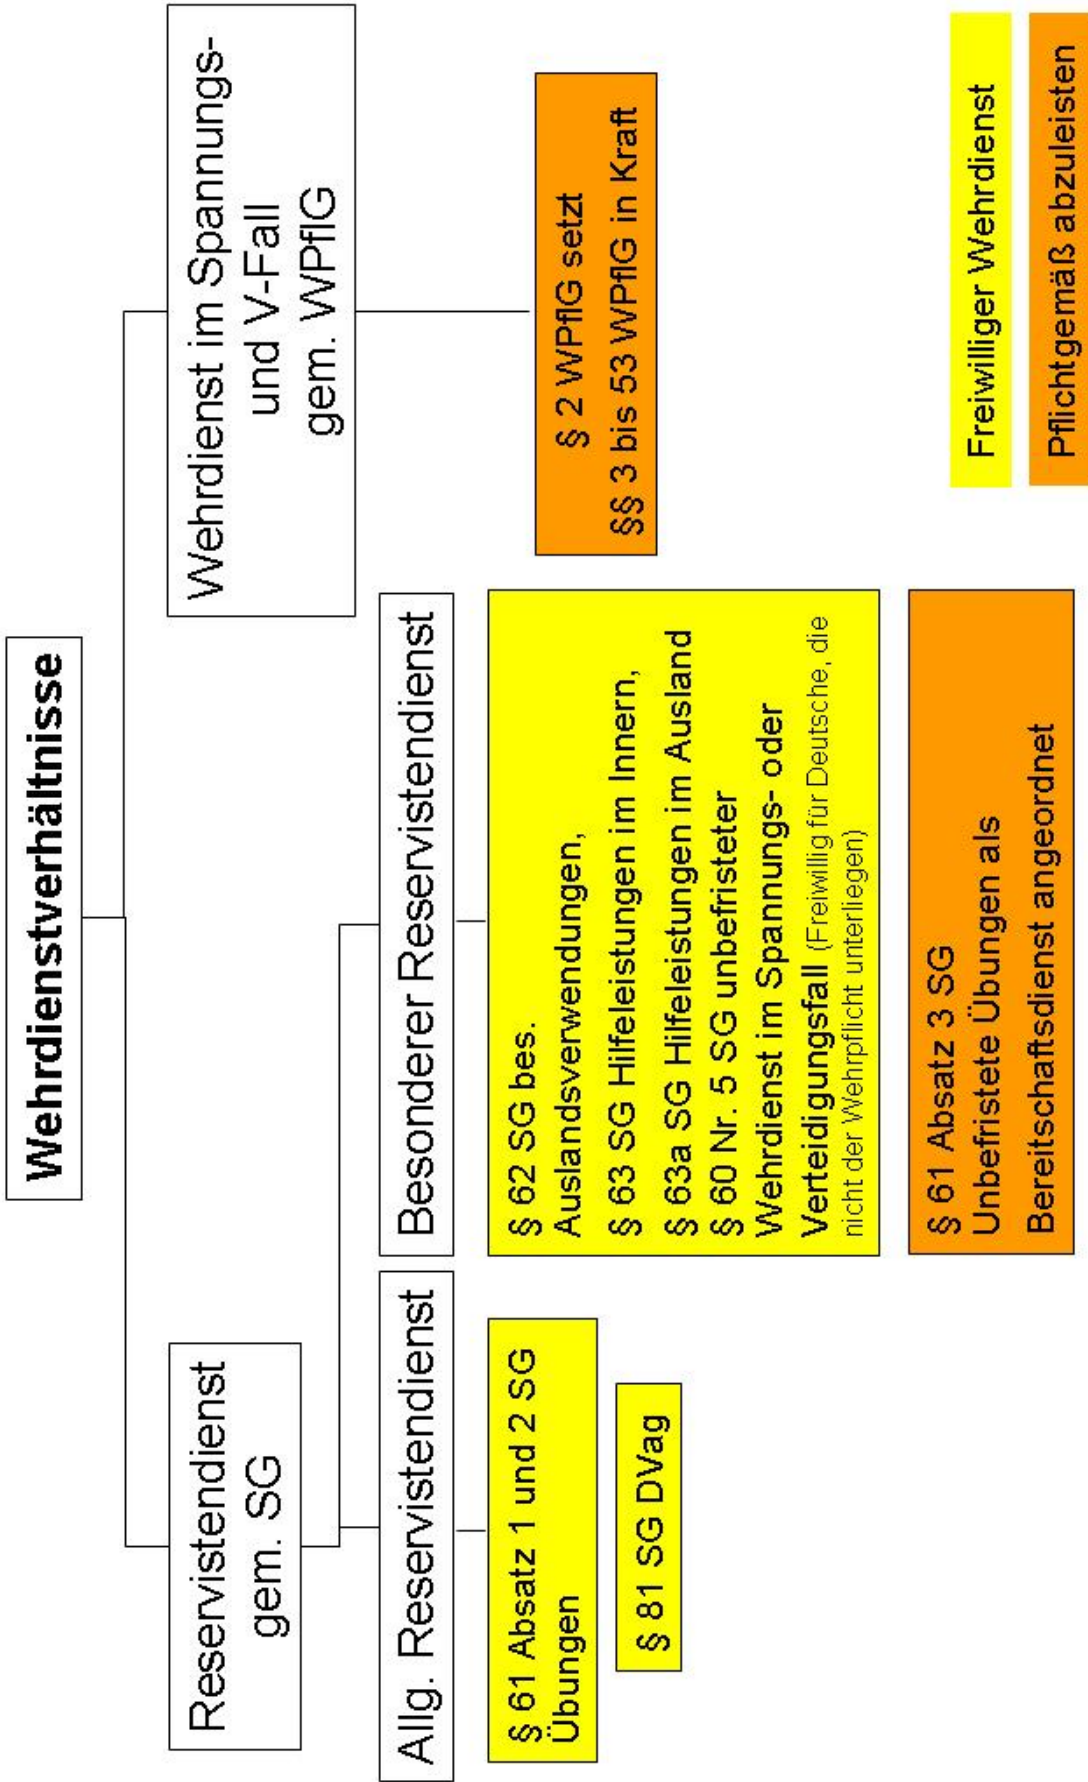 Wehrdienstverhältnisse
Reservistendienst
gem. SG
Wehrdienst im Spannungs-
und V-Fall
gem. WPflG
Allg. Reservistendienst
Besonderer Reservistendienst
§ 61 Absatz 1 und 2 SG
Übungen
§ 81 SG DVag
§ 62 SG bes.
Auslandsverwendungen,
§ 63 SG Hilfeleistungen im Innern,
§ 63a SG Hilfeleistungen im Ausland
§ 60 Nr. 5 SG unbefristeter
Wehrdienst im Spannungs- oder
Verteidigungsfall (Freiwillig für Deutsche, die
nicht der Wehrpflicht unterliegen)
§ 61 Absatz 3 SG
Unbefristete Übungen als
Bereitschaftsdienst angeordnet
§ 2 WPflG setzt
§§ 3 bis 53 WPflG in Kraft
Freiwilliger Wehrdienst
Pflichtgemäß abzuleisten